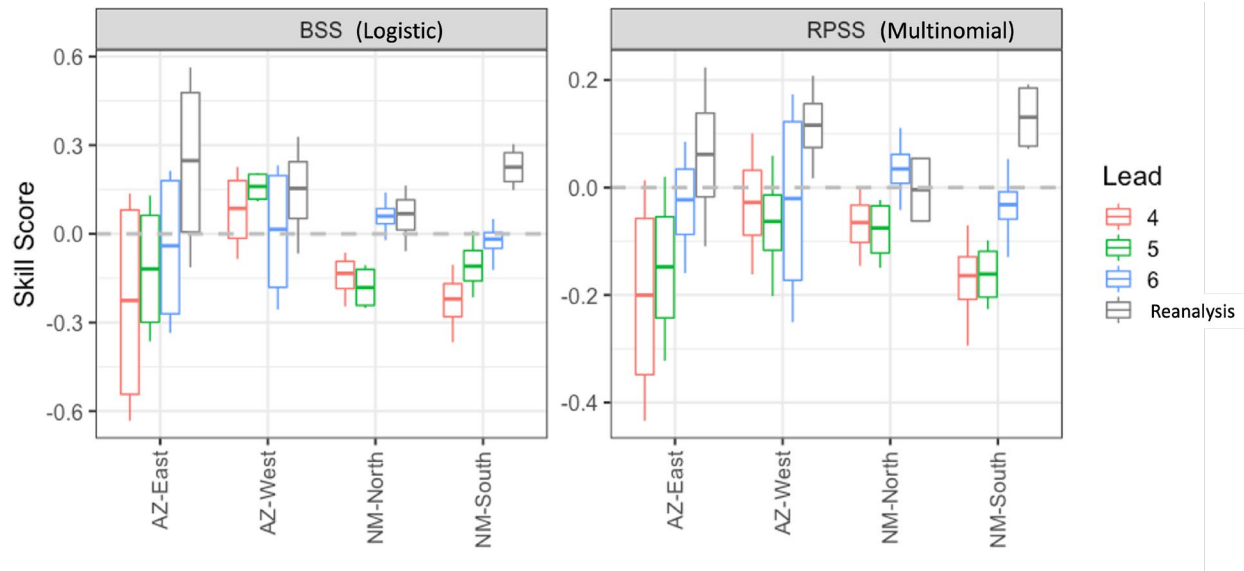 BSS (Logistic)
RPSS (Multinomial)
Skill Score
0.6
0.3
0.0
-0.3
-0.6
AZ-East
AZ-West
NM-North
NM-South
0.2
0.0
-0.2
-0.4
AZ-East
AZ-West
NM-North
NM-South
Lead
4
5
6
Reanalysis